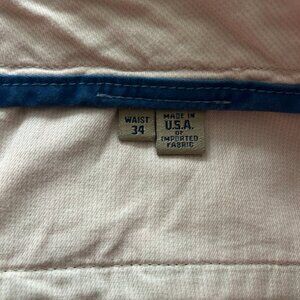 WAIST
34
MADE IN
U.S.A.
OF
IMPORTED
FABRIC